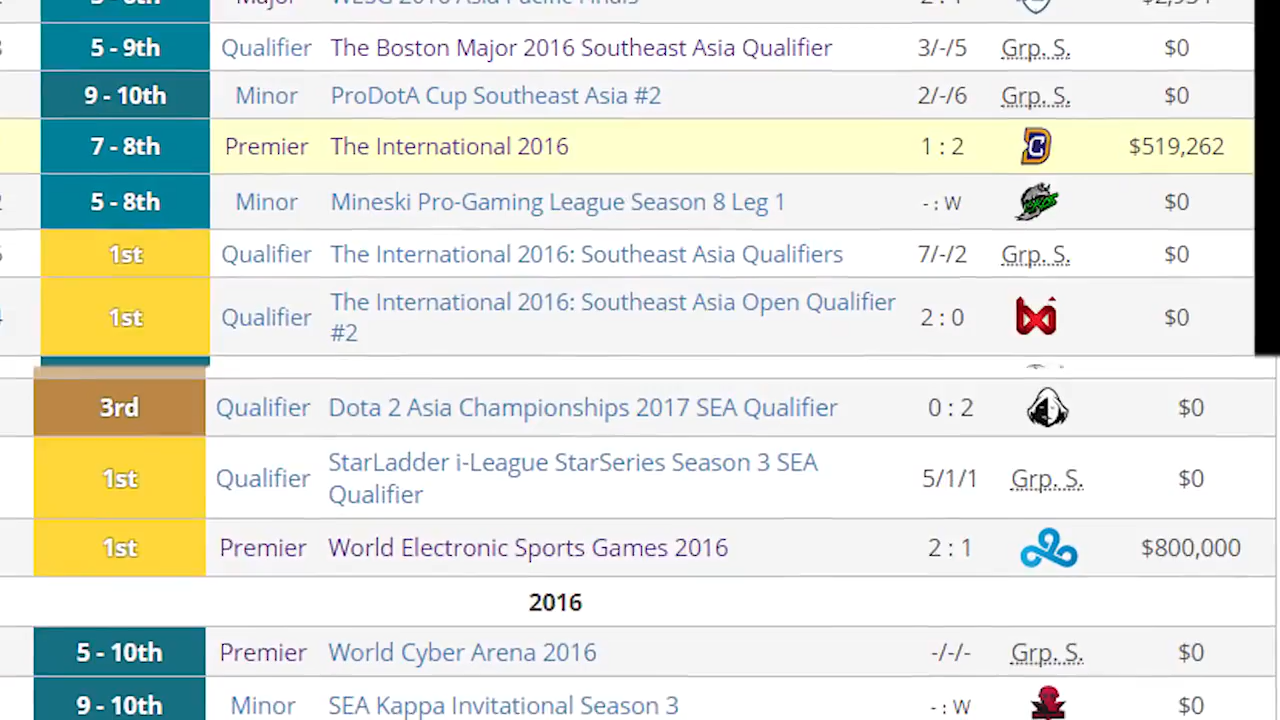 5 - 9th Qualifier The Boston Major 2016 Southeast Asia Qualifier 3/-/5 Grp. S. $0
9 - 10th Minor ProDotA Cup Southeast Asia #2 2/-/6 Grp. S. $0
7 - 8th Premier The International 2016 1 : 2 $519,262
5 - 8th Minor Mineski Pro-Gaming League Season 8 Leg 1 - : W $0
1st Qualifier The International 2016: Southeast Asia Qualifiers 7/-/2 Grp. S. $0
1st Qualifier The International 2016: Southeast Asia Open Qualifier 2 : 0 $0
#2
3rd Qualifier Dota 2 Asia Championships 2017 SEA Qualifier 0 : 2 $0
1st Qualifier StarLadder i-League StarSeries Season 3 SEA 5/1/1 Grp. S. $0
Qualifier
1st Premier World Electronic Sports Games 2016 2 : 1 $800,000
2016
5 - 10th Premier World Cyber Arena 2016 -/-/- Grp. S. $0
9 - 10th Minor SEA Kappa Invitational Season 3 - : W $0